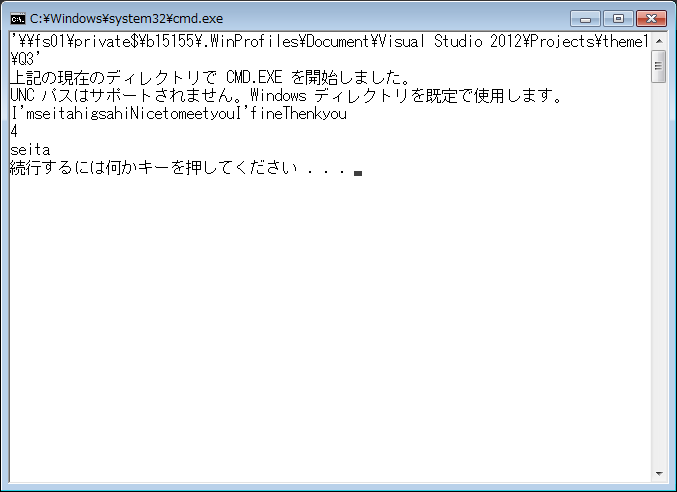 C:¥Windows¥system32¥cmd.exe
'¥¥fs01¥private$¥b15155¥.WinProfiles¥Document¥Visual Studio 2012¥Projects¥theme1
¥Q3'
上記の現在のディレクトリで CMD.EXE を開始しました。
UNC パスはサポートされません。Windows ディレクトリを既定で使用します。
I'mseitahigsahiNicetomeetyouI'fineThenkyou
4
seita
続行するには何かキーを押してください . . .